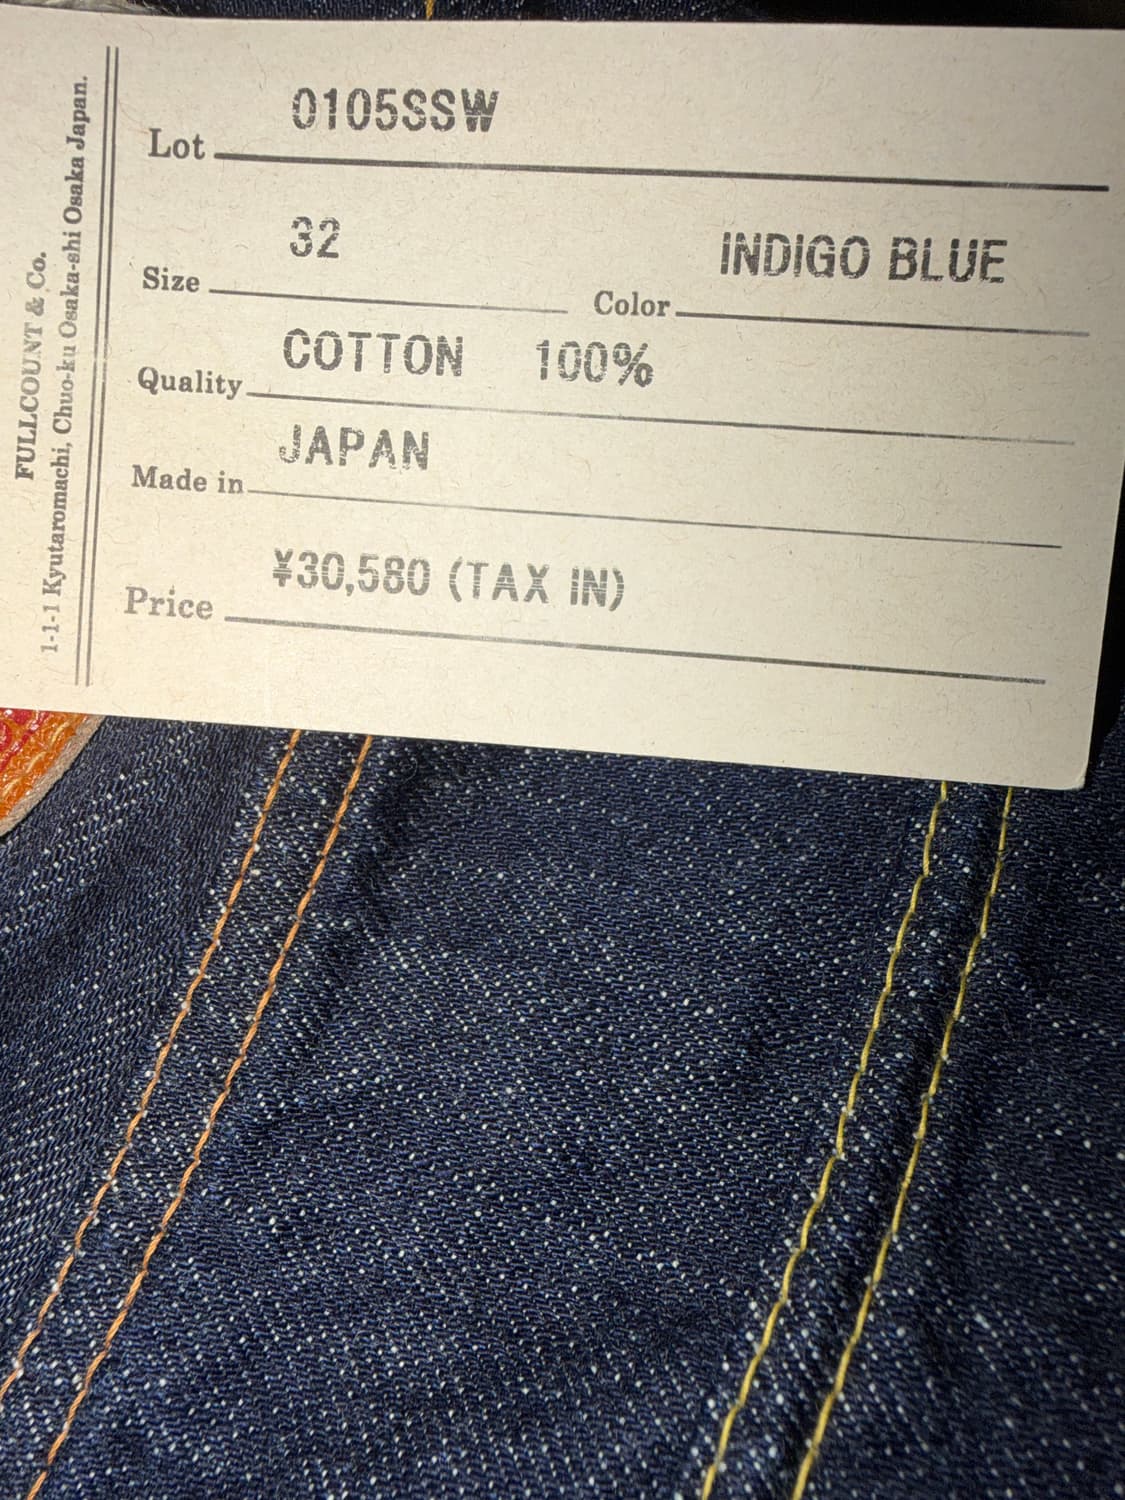 FULLCOUNT & Co.
1-1-1 Kyutaromachi, Chuo-ku Osaka-shi Osaka Japan.
Lot 0105SSW
Size 32 Color INDIGO BLUE
Quality COTTON 100%
Made in JAPAN
Price ¥30,580 (TAX IN)